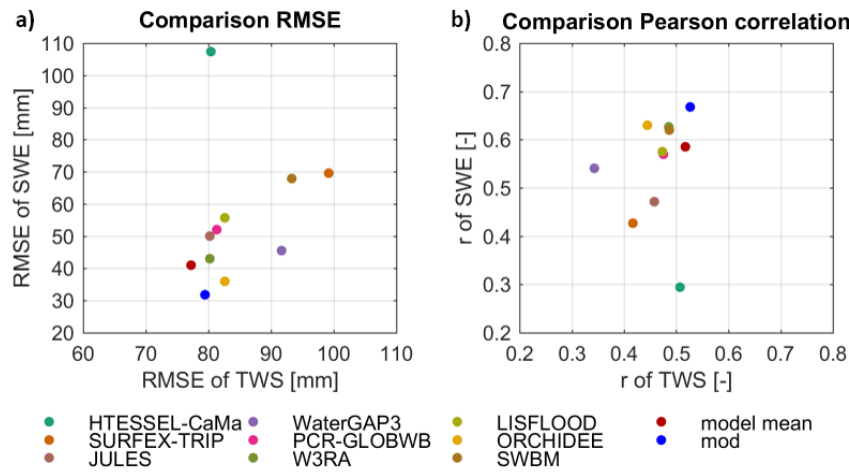 a) Comparison RMSE
110
100
90
80
70
60
50
40
30
20
RMSE of SWE [mm]
60 70 80 90 100 110
RMSE of TWS [mm]
b) Comparison Pearson correlation
0.8
0.7
0.6
0.5
0.4
0.3
0.2
r of SWE [-]
0.2 0.3 0.4 0.5 0.6 0.7 0.8
r of TWS [-]
HTESSEL-CaMa WaterGAP3 LISFLOOD model mean
SURFEX-TRIP PCR-GLOBWB ORCHIDEE mod
JULES W3RA SWBM